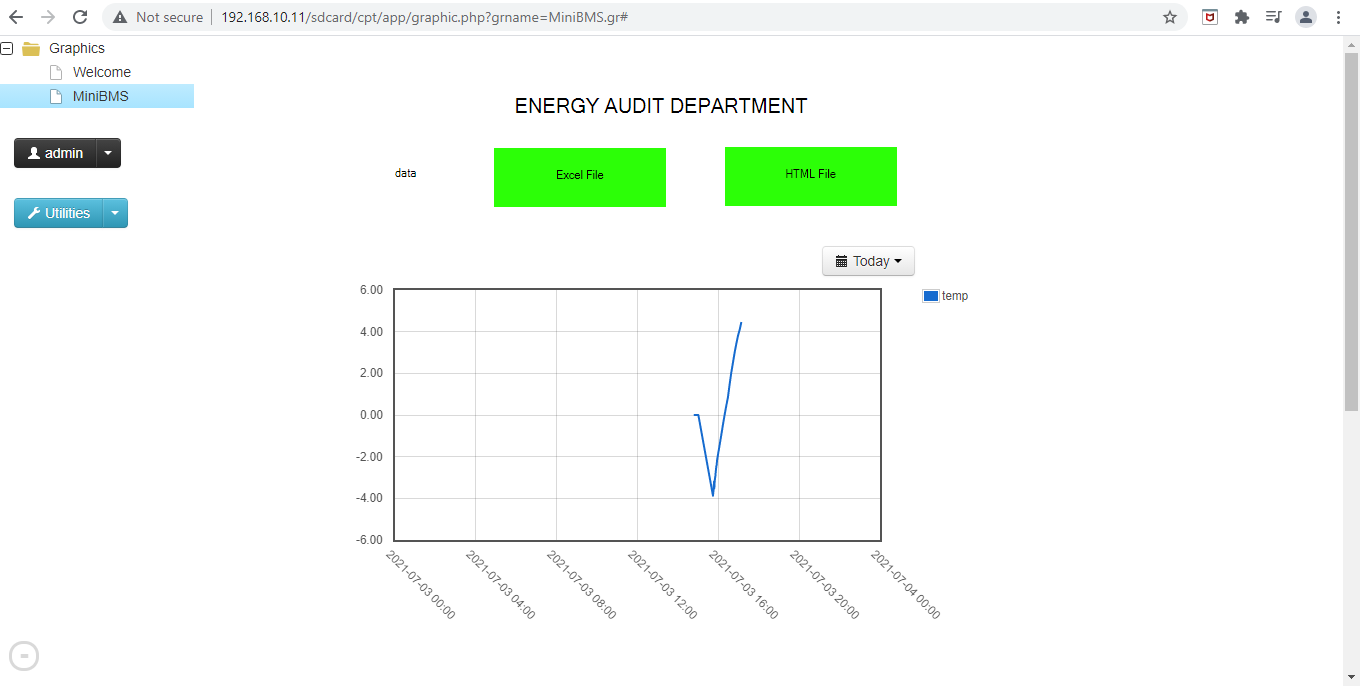 Not secure
192.168.10.11/sdcard/cpt/app/graphic.php?grname=MiniBMS.gr#
Graphics
Welcome
MiniBMS
admin
Utilities
ENERGY AUDIT DEPARTMENT
data
Excel File
HTML File
Today
temp
6.00
4.00
2.00
0.00
-2.00
-4.00
-6.00
2021-07-03 00:00
2021-07-03 04:00
2021-07-03 08:00
2021-07-03 12:00
2021-07-03 16:00
2021-07-03 20:00
2021-07-04 00:00